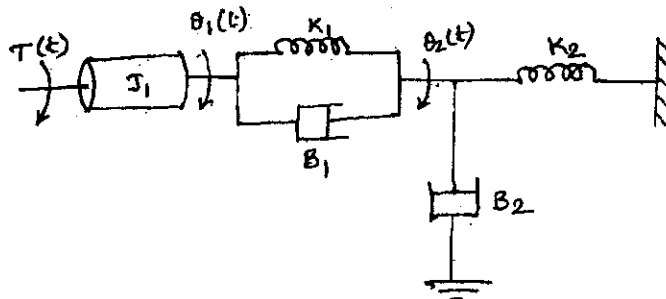 T(t)
J₁
θ₁(t)
K₁
B₁
θ₂(t)
K₂
B₂